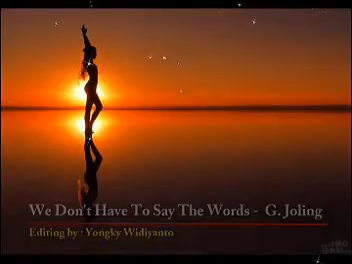 We Don't Have To Say The Words - G. Joling
Editing by : Yongky Widiyanto